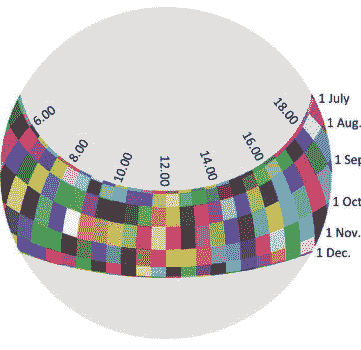 6.00
8.00
10.00
12.00
14.00
16.00
18.00
1 July
1 Aug.
1 Sep
1 Oct
1 Nov.
1 Dec.